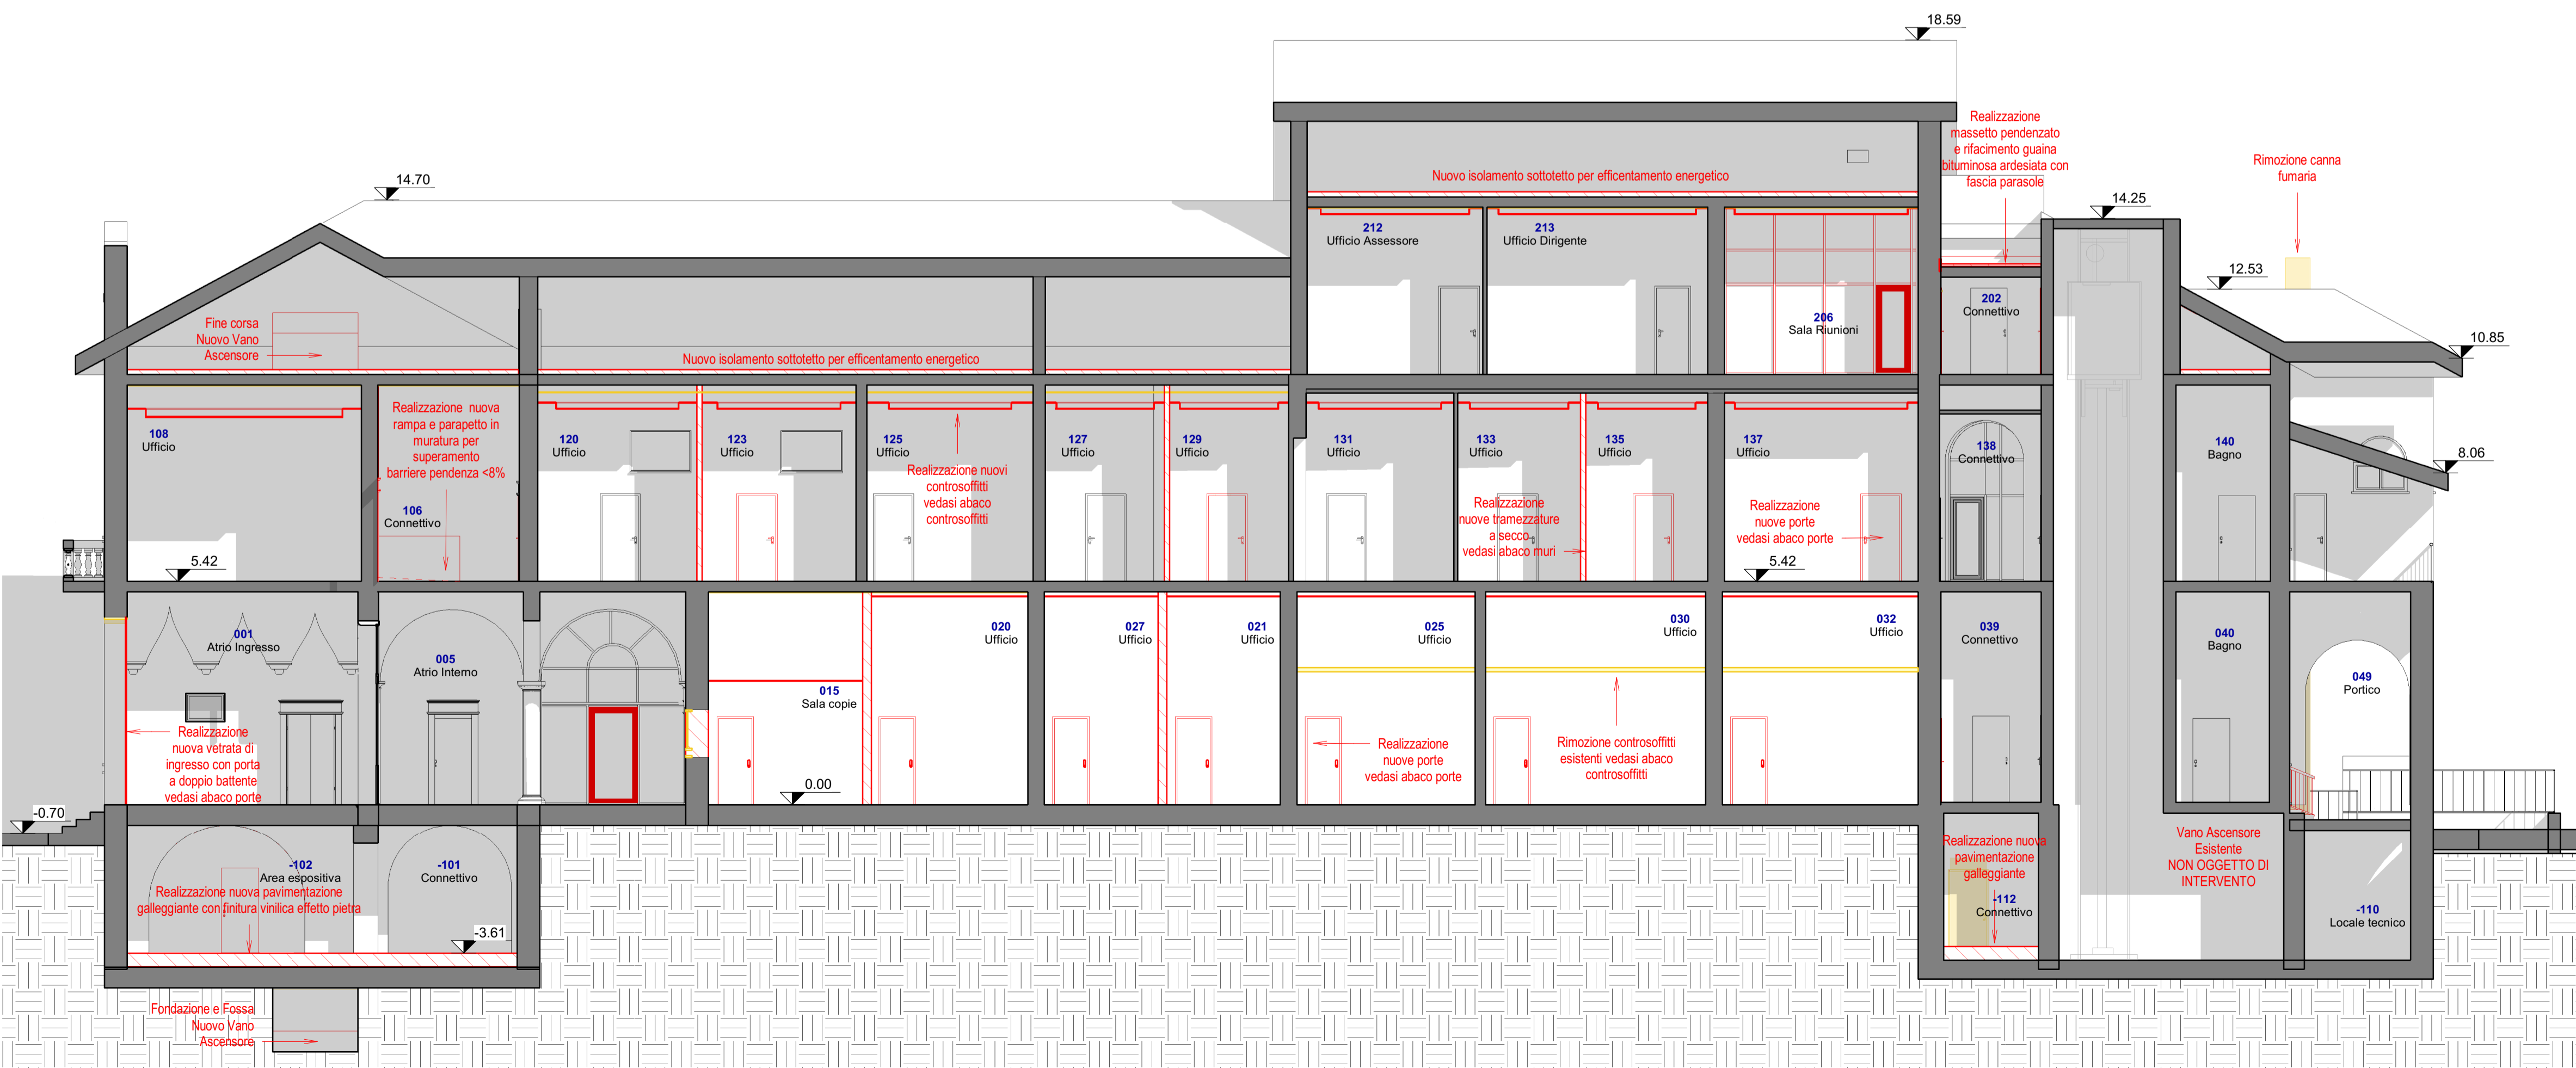 18.59
Realizzazione
massetto pendenzato
e rifacimento guaina
bituminosa ardesiata con
fascia parasole
Rimozione canna
fumaria
14.70
Nuovo isolamento sottotetto per efficentamento energetico
14.25
212
Ufficio Assessore
213
Ufficio Dirigente
12.53
202
Connettivo
206
Sala Riunioni
Fine corsa
Nuovo Vano
Ascensore
10.85
Nuovo isolamento sottotetto per efficentamento energetico
108
Ufficio
Realizzazione nuova
rampa e parapetto in
muratura per
superamento
barriere pendenza <8%
106
Connettivo
120
Ufficio
123
Ufficio
125
Ufficio
Realizzazione nuovi
controsoffitti
vedasi abaco
controsoffitti
127
Ufficio
129
Ufficio
131
Ufficio
133
Ufficio
135
Ufficio
Realizzazione
nuove tramezzature
a secco
vedasi abaco muri
137
Ufficio
Realizzazione
nuove porte
vedasi abaco porte
138
Connettivo
140
Bagno
8.06
5.42
5.42
001
Atrio Ingresso
005
Atrio Interno
015
Sala copie
020
Ufficio
027
Ufficio
021
Ufficio
025
Ufficio
030
Ufficio
032
Ufficio
039
Connettivo
040
Bagno
049
Portico
Realizzazione
nuova vetrata di
ingresso con porta
a doppio battente
vedasi abaco porte
Realizzazione
nuove porte
vedasi abaco porte
Rimozione controsoffitti
esistenti vedasi abaco
controsoffitti
0.00
-0.70
-102
Area espositiva
Realizzazione nuova pavimentazione
galleggiante con finitura vinilica effetto pietra
-101
Connettivo
-3.61
Realizzazione nuova
pavimentazione
galleggiante
-112
Connettivo
Vano Ascensore
Esistente
NON OGGETTO DI
INTERVENTO
-110
Locale tecnico
Fondazione e Fossa
Nuovo Vano
Ascensore